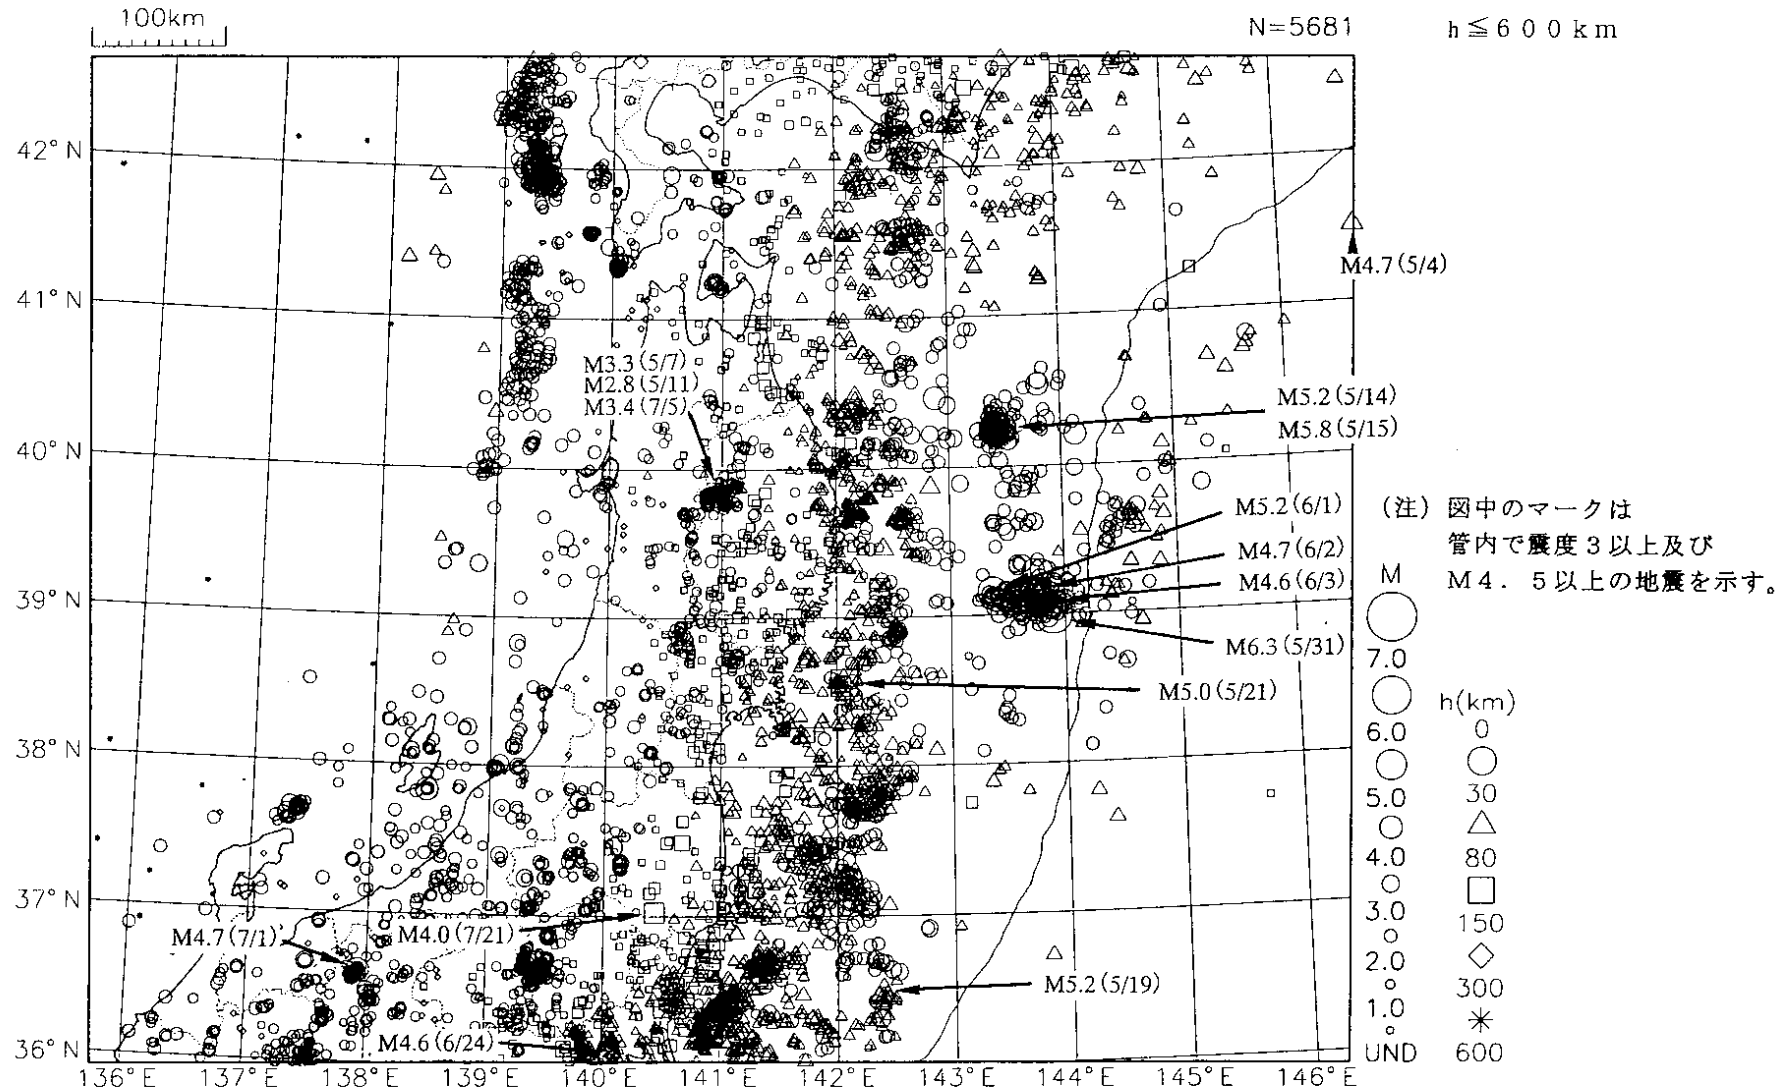 100km
N=5681
h≦600km
42°N
41°N
40°N
39°N
38°N
37°N
36°N
136°E
137°E
138°E
139°E
140°E
141°E
142°E
143°E
144°E
145°E
146°E
M4.7(5/4)
M3.3(5/7)
M2.8(5/11)
M3.4(7/5)
M5.2(5/14)
M5.8(5/15)
M5.2(6/1)
M4.7(6/2)
M4.6(6/3)
M6.3(5/31)
M5.0(5/21)
M4.7(7/1)
M4.0(7/21)
M5.2(5/19)
M4.6(6/24)
(注) 図中のマークは
管内で震度3以上及び
M4.5以上の地震を示す。
M
7.0
6.0
5.0
4.0
3.0
2.0
1.0
UND
h(km)
0
30
80
150
300
600